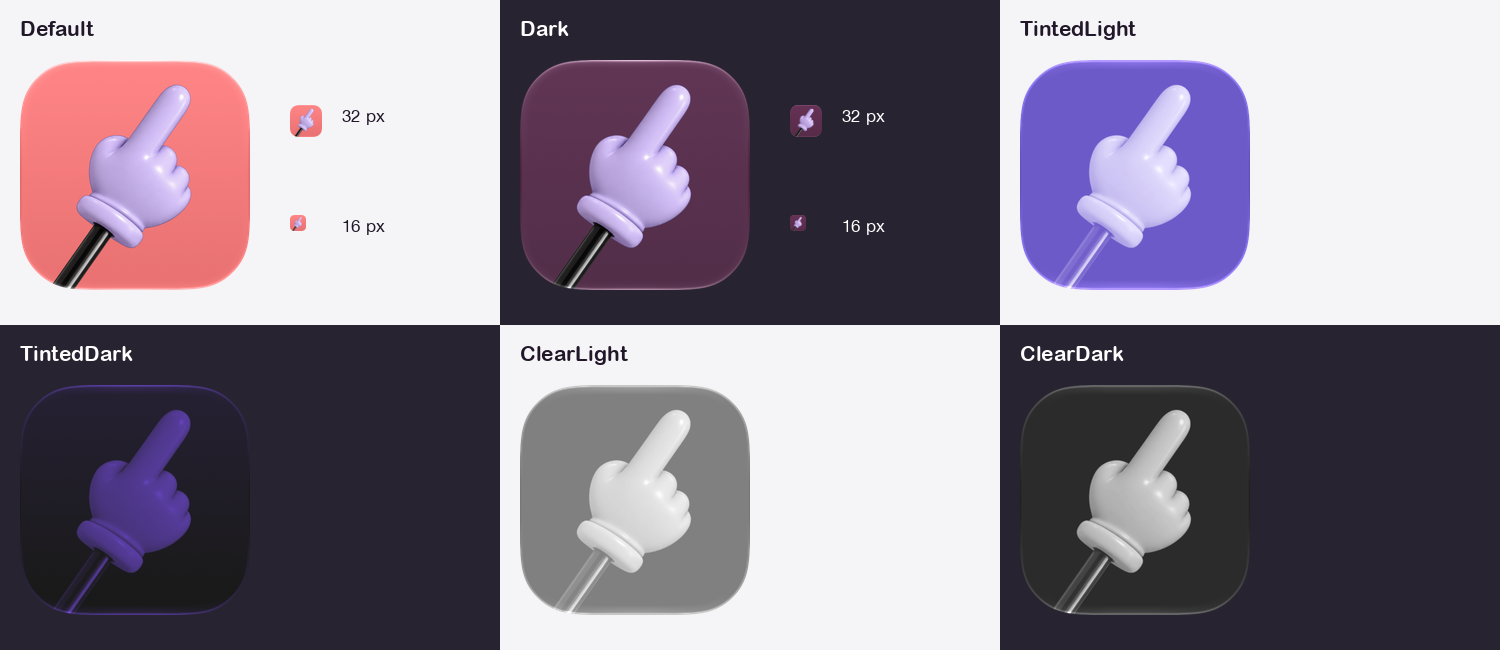 Default
32 px
16 px
Dark
32 px
16 px
TintedLight
TintedDark
ClearLight
ClearDark